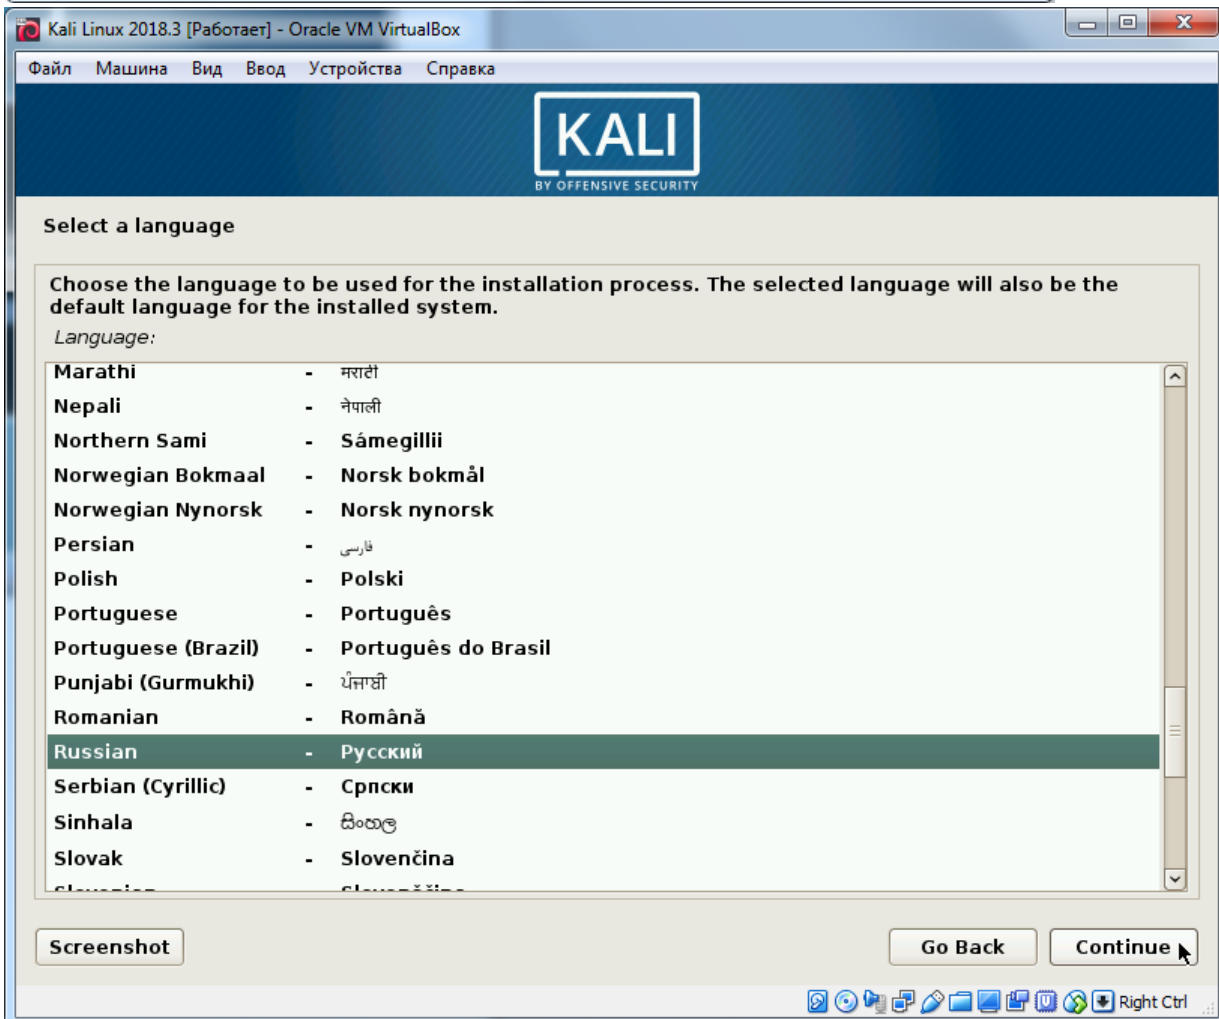 Kali Linux 2018.3 [Работает] - Oracle VM VirtualBox
Файл Машина Вид Ввод Устройства Справка
KALI
BY OFFENSIVE SECURITY
Select a language
Choose the language to be used for the installation process. The selected language will also be the
default language for the installed system.
Language:
Marathi - मराठी
Nepali - नेपाली
Northern Sami - Sámegillii
Norwegian Bokmaal - Norsk bokmål
Norwegian Nynorsk - Norsk nynorsk
Persian - فارسی
Polish - Polski
Portuguese - Português
Portuguese (Brazil) - Português do Brasil
Punjabi (Gurmukhi) - ਪੰਜਾਬੀ
Romanian - Română
Russian - Русский
Serbian (Cyrillic) - Српски
Sinhala - සිංහල
Slovak - Slovenčina
Screenshot Go Back Continue
Right Ctrl